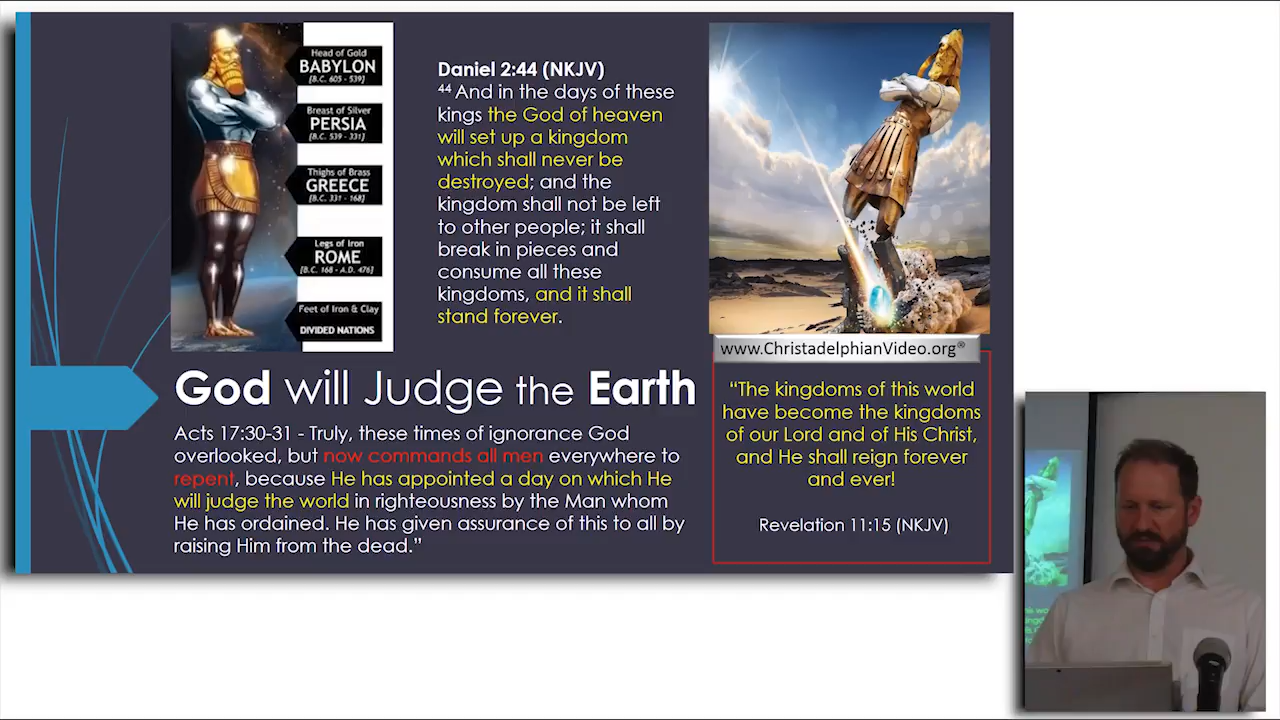 Head of Gold
BABYLON
[B.C. 605 - 539]
Breast of Silver
PERSIA
[B.C. 539 - 331]
Thighs of Brass
GREECE
[B.C. 331 - 168]
Legs of Iron
ROME
[B.C. 168 - A.D. 476]
Feet of Iron & Clay
DIVIDED NATIONS
Daniel 2:44 (NKJV)
44 And in the days of these
kings the God of heaven
will set up a kingdom
which shall never be
destroyed; and the
kingdom shall not be left
to other people; it shall
break in pieces and
consume all these
kingdoms, and it shall
stand forever.
www.ChristadelphianVideo.org®
God will Judge the Earth
Acts 17:30-31 - Truly, these times of ignorance God
overlooked, but now commands all men everywhere to
repent, because He has appointed a day on which He
will judge the world in righteousness by the Man whom
He has ordained. He has given assurance of this to all by
raising Him from the dead.”
“The kingdoms of this world
have become the kingdoms
of our Lord and of His Christ,
and He shall reign forever
and ever!
Revelation 11:15 (NKJV)